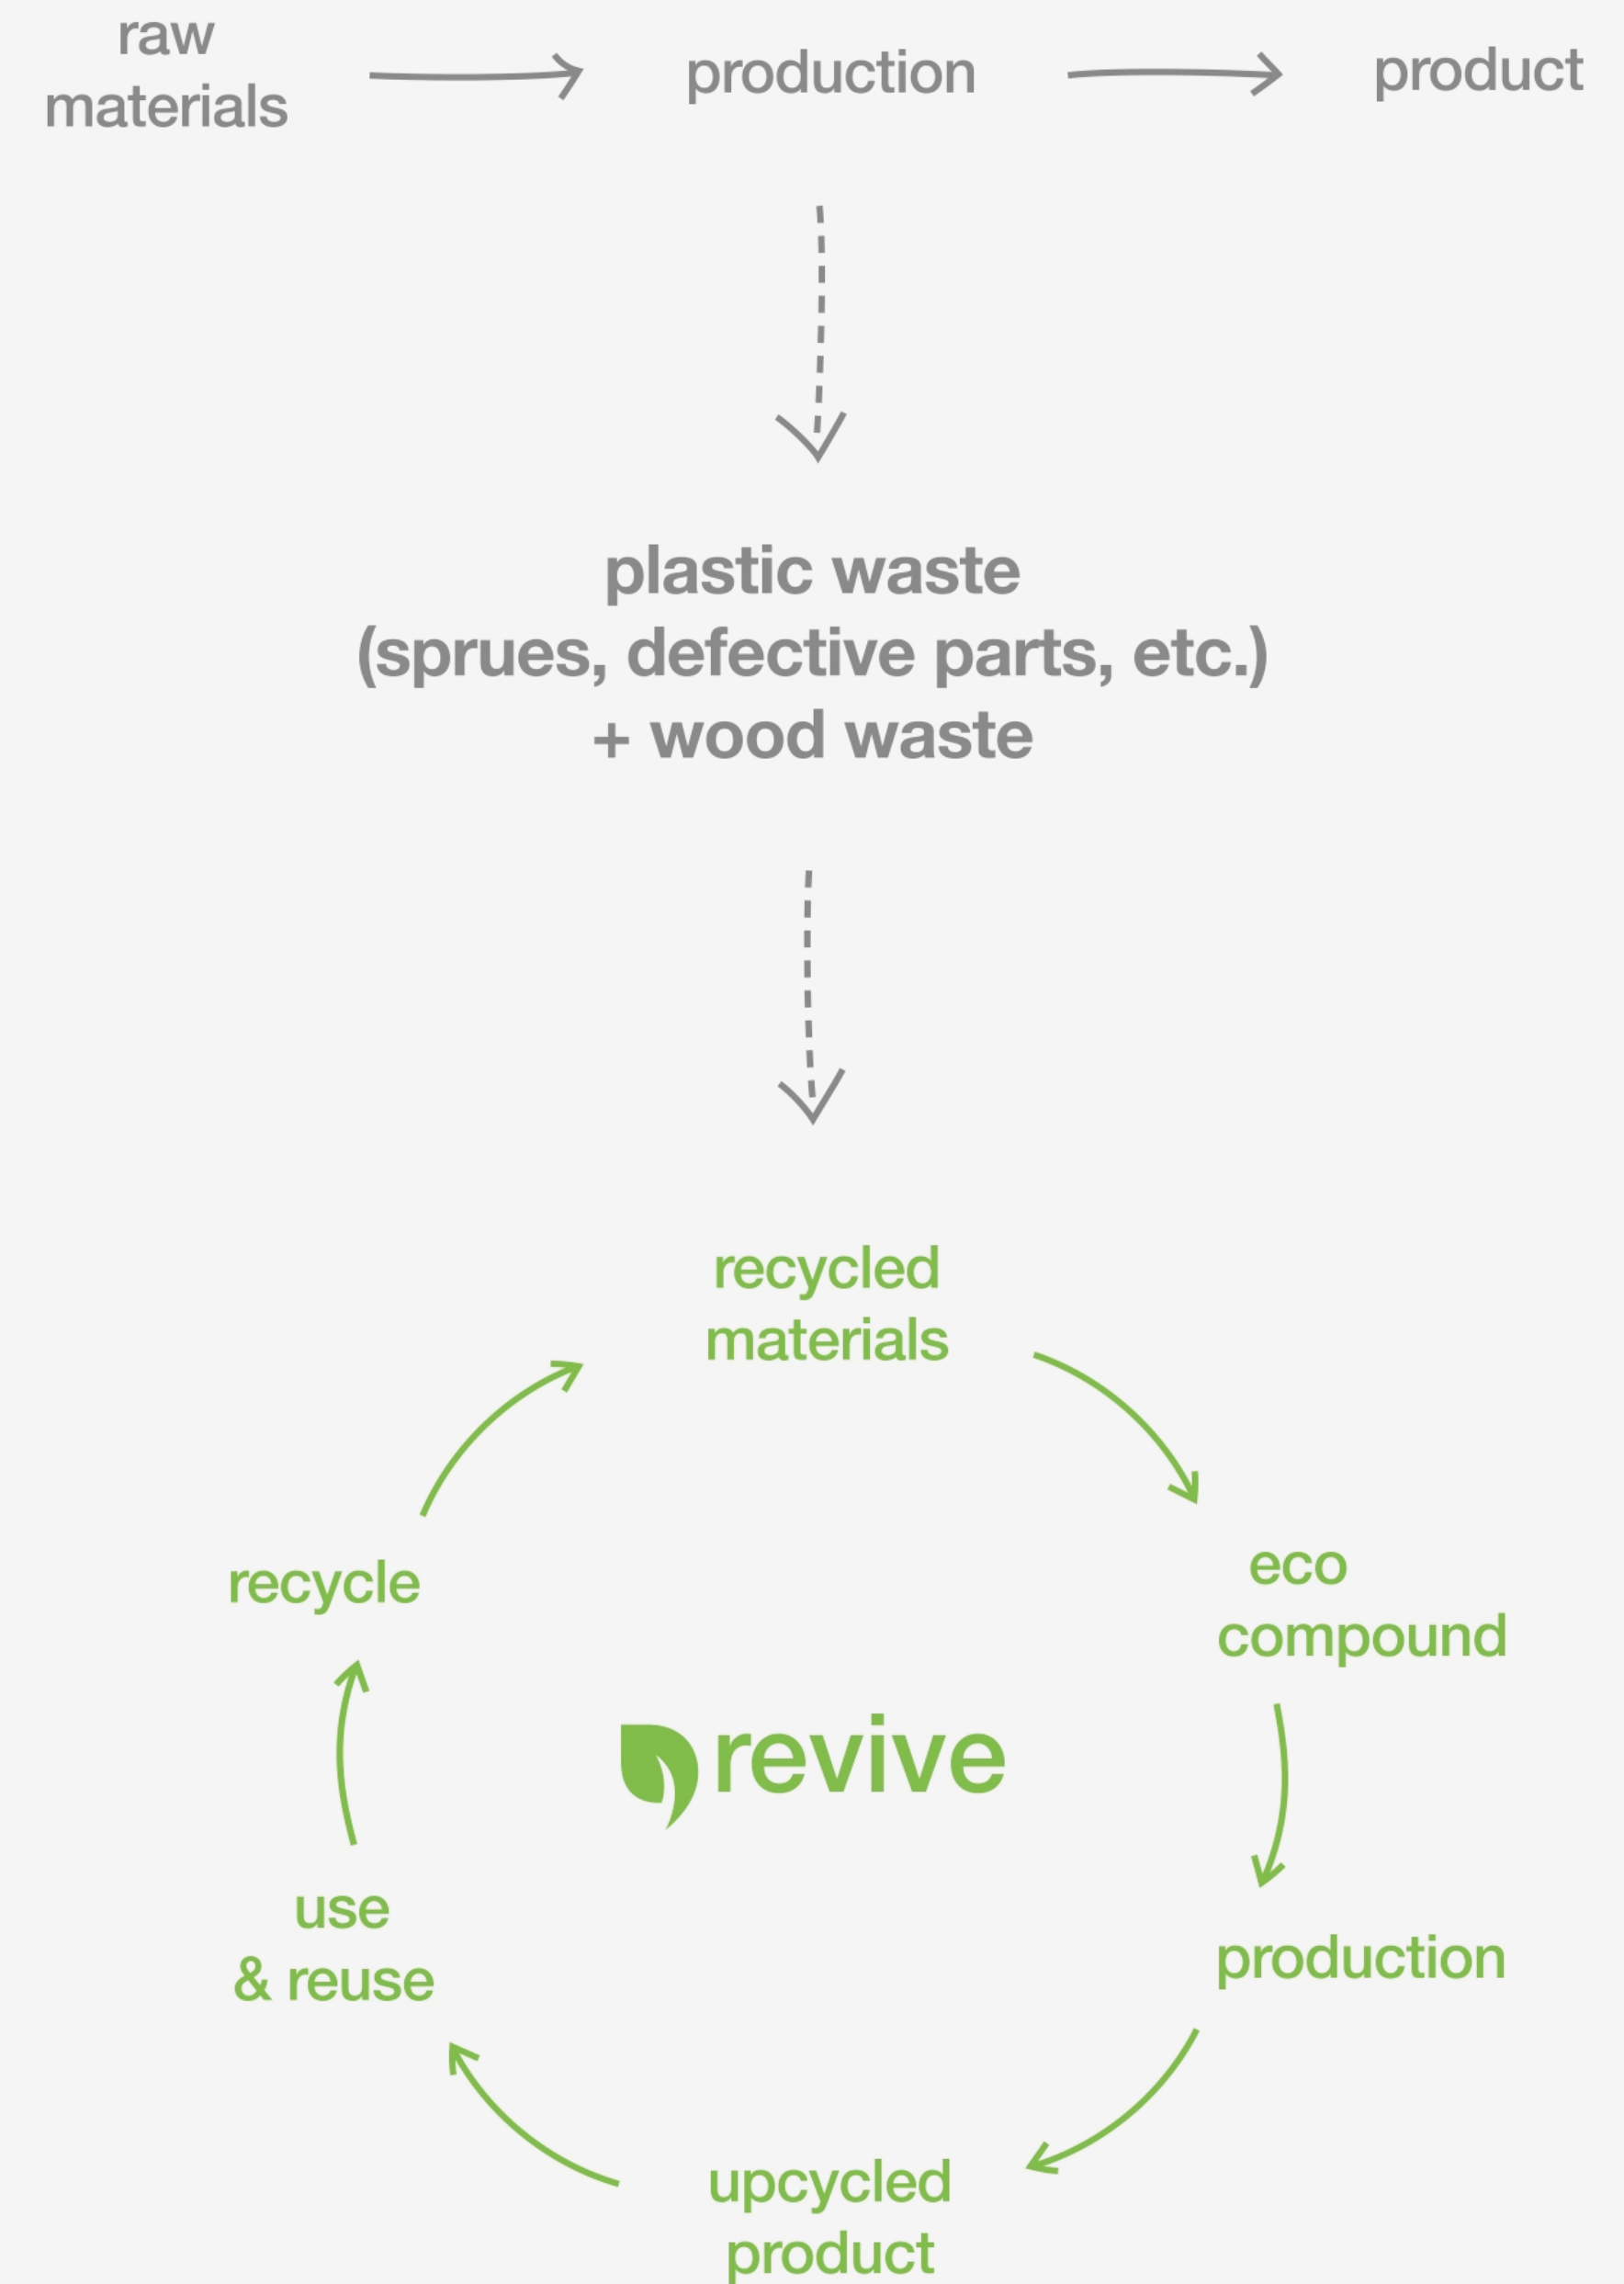 raw
materials
production
product
plastic waste
(sprues, defective parts, etc.)
+ wood waste
recycled
materials
eco
compound
production
upcycled
product
use
& reuse
recycle
revive